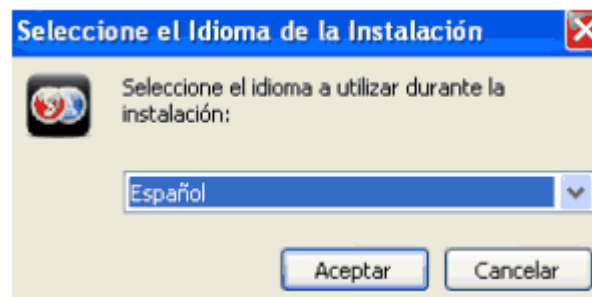 Seleccione el Idioma de la Instalación
Seleccione el idioma a utilizar durante la
instalación:
Español
Aceptar
Cancelar